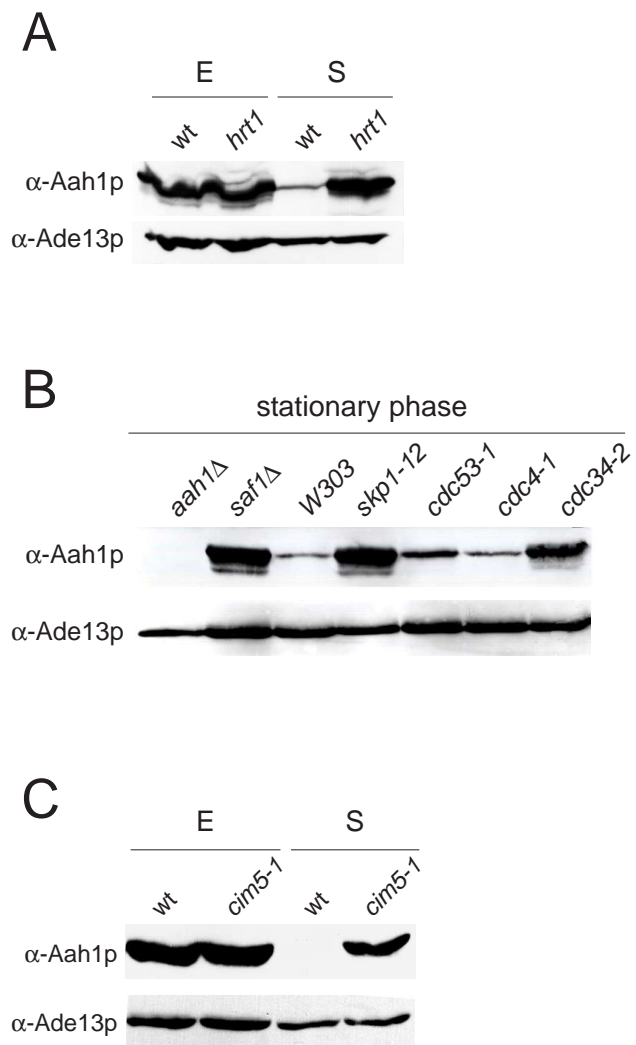 A
E S
wt hrt1 wt hrt1
α-Aah1p
α-Ade13p
B
stationary phase
aah1Δ saf1Δ W303 skp1-12 cdc53-1 cdc4-1 cdc34-2
α-Aah1p
α-Ade13p
C
E S
wt cim5-1 wt cim5-1
α-Aah1p
α-Ade13p